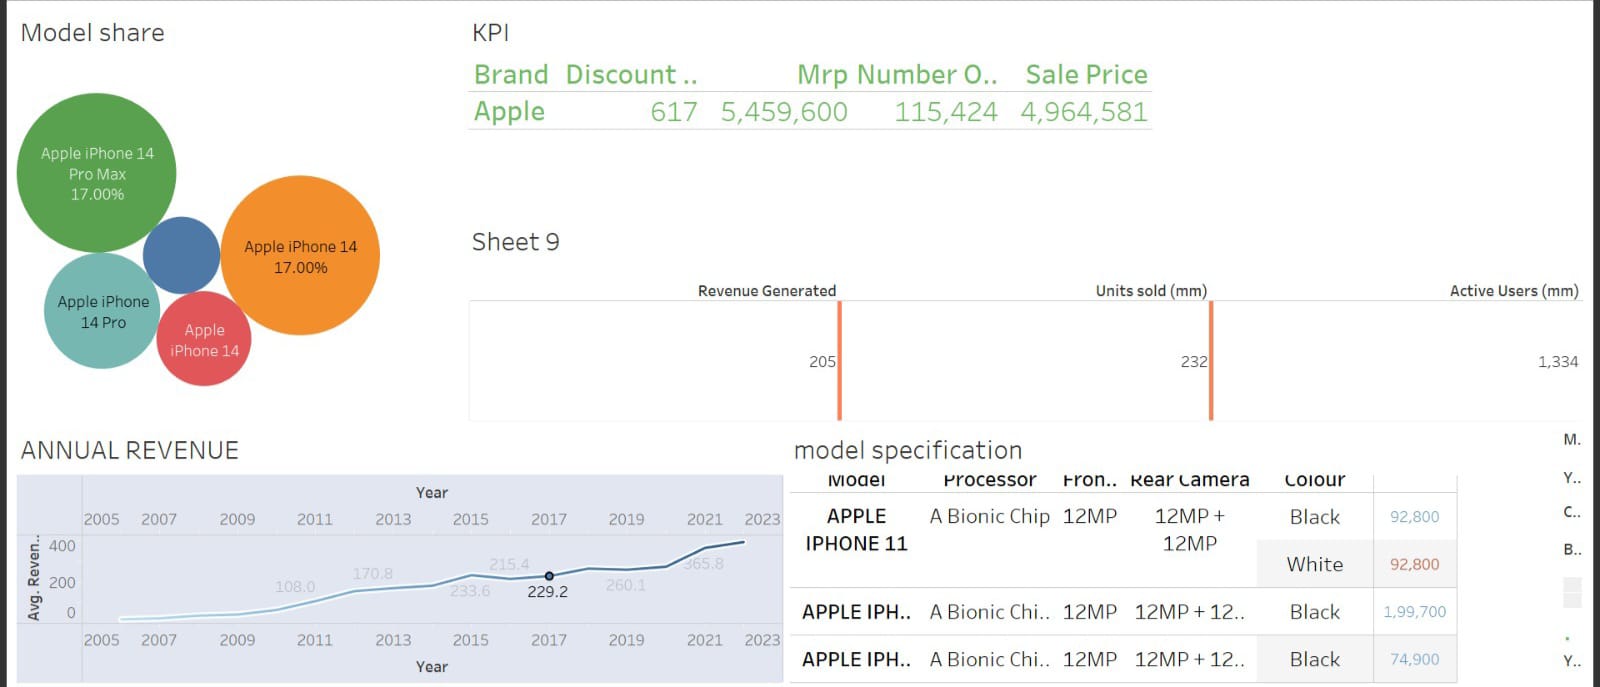 Model share
Apple iPhone 14
Pro Max
17.00%
Apple iPhone 14
17.00%
Apple iPhone
14 Pro
Apple
iPhone 14
KPI
Brand Discount .. Mrp Number O.. Sale Price
Apple 617 5,459,600 115,424 4,964,581
Sheet 9
Revenue Generated Units sold (mm) Active Users (mm)
205 232 1,334
ANNUAL REVENUE
Year
2005 2007 2009 2011 2013 2015 2017 2019 2021 2023
Avg. Reven..
400
200
0
108.0 170.8 233.6 215.4 229.2 260.1 365.8
2005 2007 2009 2011 2013 2015 2017 2019 2021 2023
Year
model specification
Model Processor Fron.. Rear Camera Colour
APPLE IPHONE 11 A Bionic Chip 12MP 12MP + 12MP Black 92,800
White 92,800
APPLE IPH.. A Bionic Chi.. 12MP 12MP + 12.. Black 1,99,700
APPLE IPH.. A Bionic Chi.. 12MP 12MP + 12.. Black 74,900
M.
Y..
C..
B..
Y..